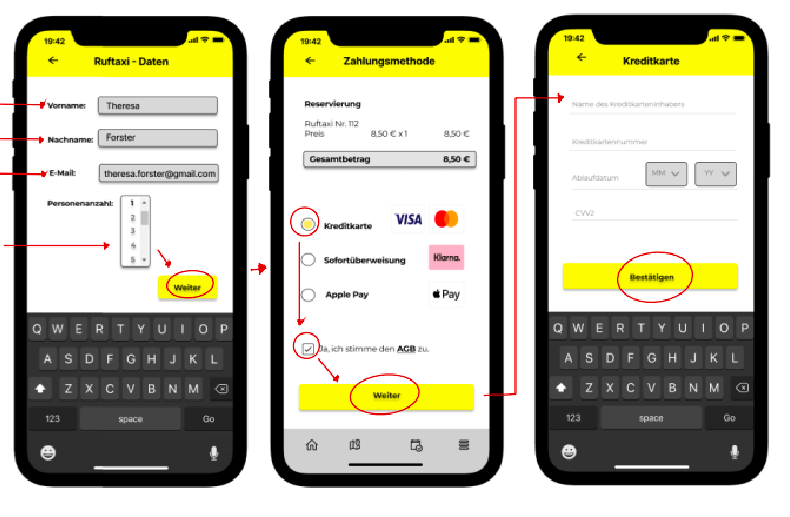 19:42
Ruftaxi - Daten
Vorname: Theresa
Nachname: Forster
E-Mail: theresa.forster@gmail.com
Personenanzahl: 1
2
3
4
5
Weiter
Q W E R T Y U I O P
A S D F G H J K L
Z X C V B N M
123 space Go
19:42
Zahlungsmethode
Reservierung
Ruftaxi Nr. 112
Preis 8,50 € x 1 8,50 €
Gesamtbetrag 8,50 €
Kreditkarte VISA
Sofortüberweisung Klarna.
Apple Pay Pay
Ja, ich stimme den AGB zu.
Weiter
19:42
Kreditkarte
Name des Kreditkarteninhabers
Kreditkartennummer
Ablaufdatum MM YY
CVV2
Bestätigen
Q W E R T Y U I O P
A S D F G H J K L
Z X C V B N M
123 space Go